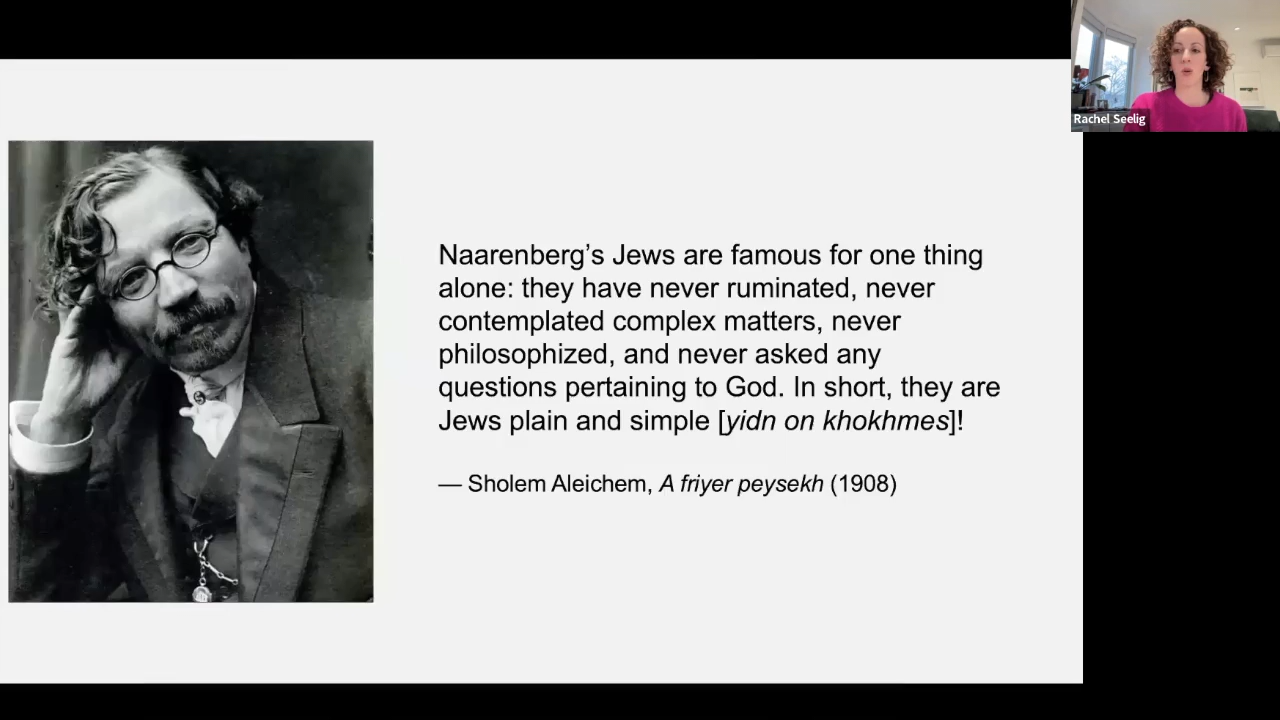 Rachel Seelig
Naarenberg’s Jews are famous for one thing
alone: they have never ruminated, never
contemplated complex matters, never
philosophized, and never asked any
questions pertaining to God. In short, they are
Jews plain and simple [yidn on khokhmes]!
— Sholem Aleichem, A friyer peysekh (1908)